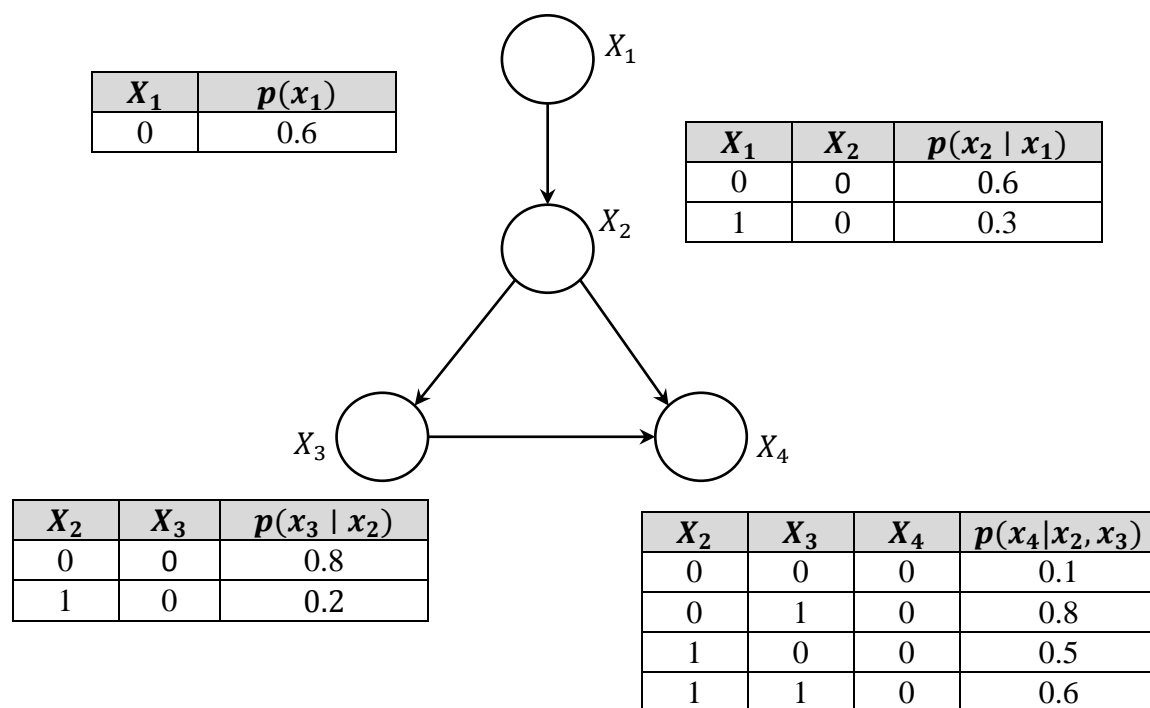 X₁
X₁ p(x₁)
0 0.6
X₁ X₂ p(x₂ | x₁)
0 0 0.6
1 0 0.3
X₂
X₃
X₄
X₂ X₃ p(x₃ | x₂)
0 0 0.8
1 0 0.2
X₂ X₃ X₄ p(x₄|x₂, x₃)
0 0 0 0.1
0 1 0 0.8
1 0 0 0.5
1 1 0 0.6